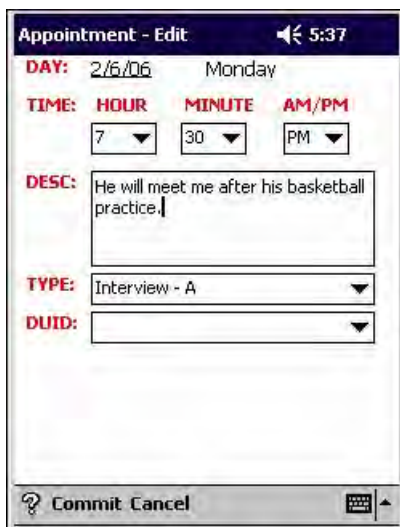 Appointment - Edit 5:37
DAY: 2/6/06 Monday
TIME: HOUR MINUTE AM/PM
7 30 PM
DESC: He will meet me after his basketball
practice.
TYPE: Interview - A
DUID:
? Commit Cancel